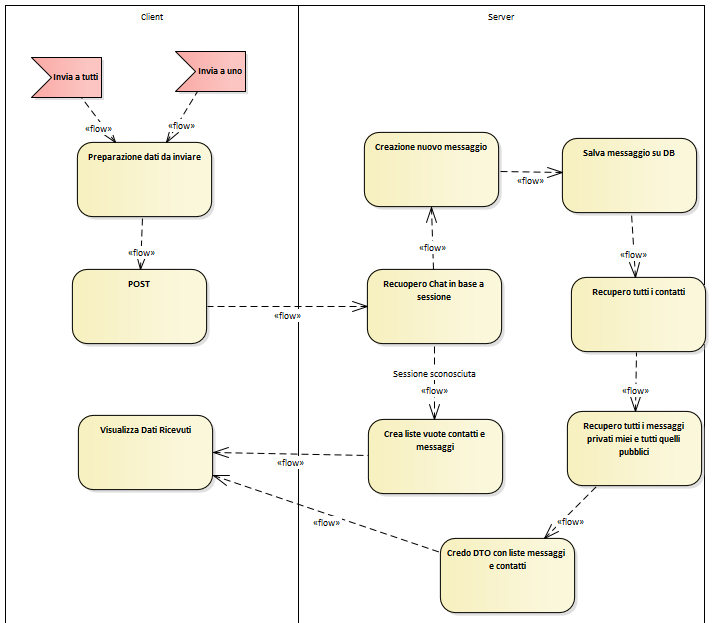 Client
Server
Invia a tutti
Invia a uno
«flow»
«flow»
Preparazione dati da inviare
Creazione nuovo messaggio
«flow»
Salva messaggio su DB
«flow»
«flow»
«flow»
POST
«flow»
Recuopero Chat in base a
sessione
Recupero tutti i contatti
Sessione sconosciuta
«flow»
«flow»
Visualizza Dati Ricevuti
«flow»
Crea liste vuote contatti e
messaggi
Recupero tutti i messaggi
privati miei e tutti quelli
pubblici
«flow»
«flow»
Credo DTO con liste messaggi
e contatti